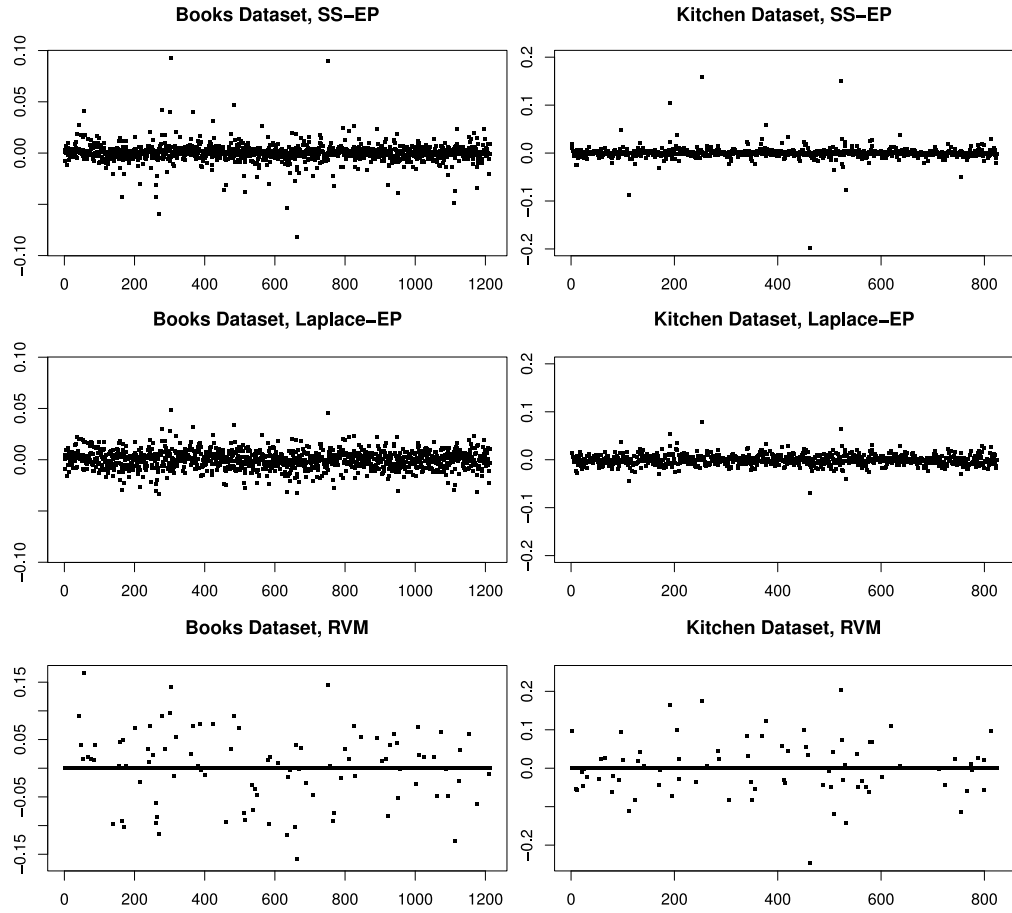 Books Dataset, SS−EP
0.10
0.05
0.00
−0.10
0 200 400 600 800 1000 1200
Kitchen Dataset, SS−EP
0.2
0.1
0.0
−0.1
−0.2
0 200 400 600 800
Books Dataset, Laplace−EP
0.10
0.05
0.00
−0.10
0 200 400 600 800 1000 1200
Kitchen Dataset, Laplace−EP
0.2
0.1
0.0
−0.1
−0.2
0 200 400 600 800
Books Dataset, RVM
0.15
0.05
−0.05
−0.15
0 200 400 600 800 1000 1200
Kitchen Dataset, RVM
0.2
0.1
0.0
−0.2
0 200 400 600 800